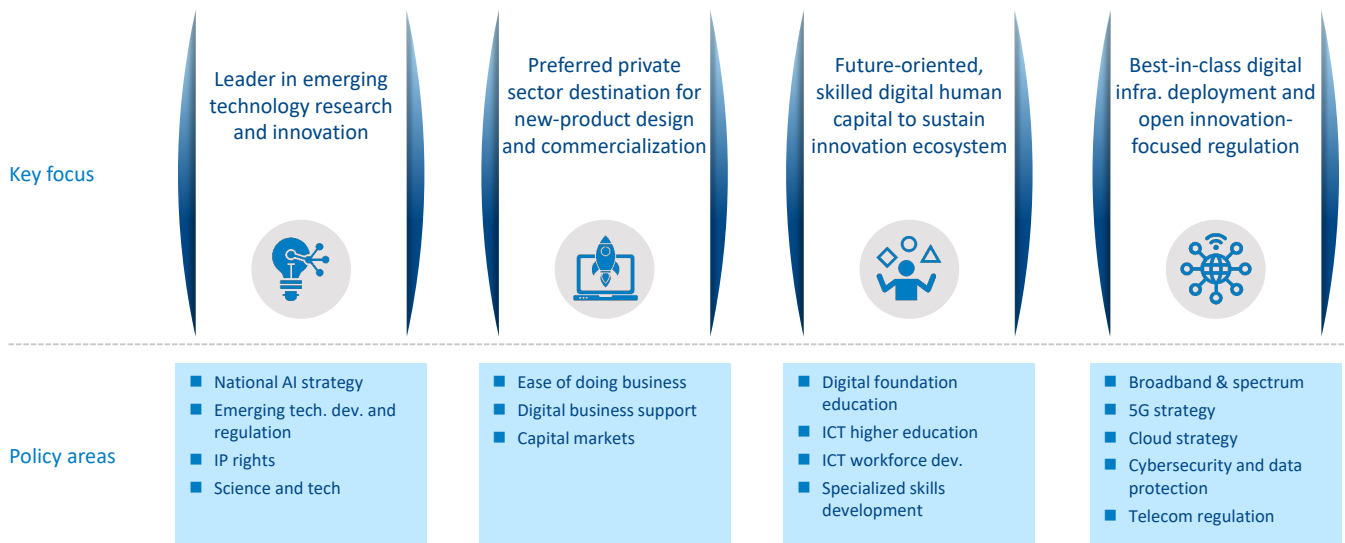 Key focus
Leader in emerging
technology research
and innovation
Preferred private
sector destination for
new-product design
and commercialization
Future-oriented,
skilled digital human
capital to sustain
innovation ecosystem
Best-in-class digital
infra. deployment and
open innovation-
focused regulation
Policy areas
National AI strategy
Emerging tech. dev. and
regulation
IP rights
Science and tech
Ease of doing business
Digital business support
Capital markets
Digital foundation
education
ICT higher education
ICT workforce dev.
Specialized skills
development
Broadband & spectrum
5G strategy
Cloud strategy
Cybersecurity and data
protection
Telecom regulation